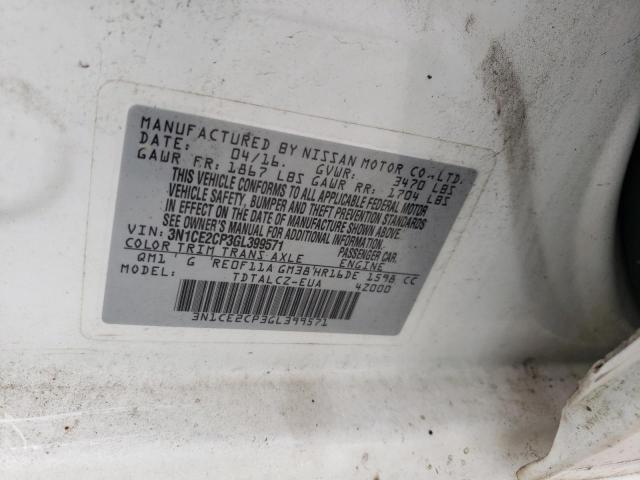 MANUFACTURED BY NISSAN MOTOR CO.,LTD.
DATE: 04/16. GVWR: 3470 LBS
GAWR FR: 1867 LBS GAWR RR: 1704 LBS
THIS VEHICLE CONFORMS TO ALL APPLICABLE FEDERAL MOTOR
VEHICLE SAFETY, BUMPER AND THEFT PREVENTION STANDARDS
IN EFFECT ON THE DATE OF MANUFACTURE SHOWN ABOVE.
SEE OWNER'S MANUAL FOR ADDITIONAL INFORMATION.
VIN: 3N1CE2CP3GL399571 PASSENGER CAR.
COLOR TRIM TRANS AXLE ENGINE
QM1' G RE0F11A GM38'HR16DE 1598 CC
MODEL: TDTALCZ-EUA 4Z000
3N1CE2CP3GL399571